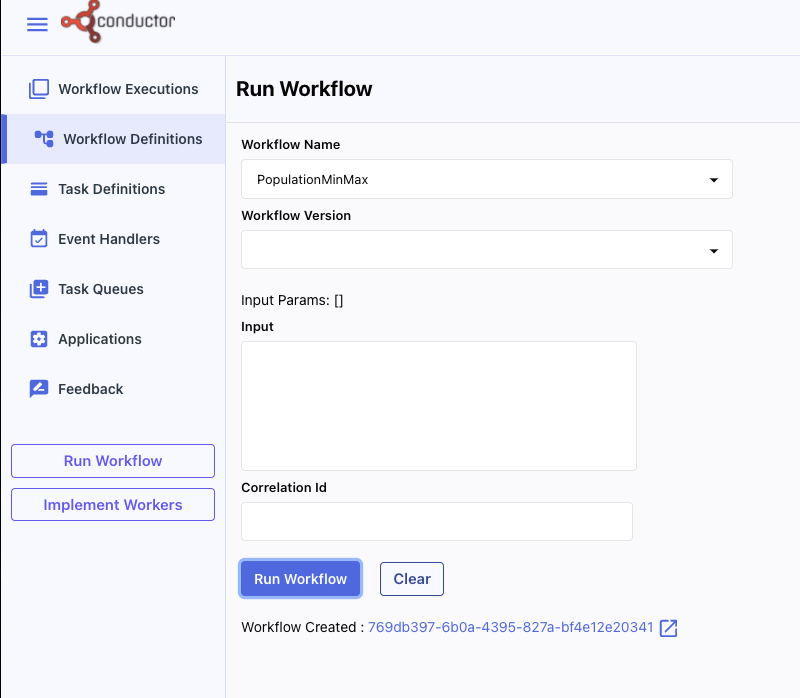 conductor
Workflow Executions
Workflow Definitions
Task Definitions
Event Handlers
Task Queues
Applications
Feedback
Run Workflow
Implement Workers
Run Workflow
Workflow Name
PopulationMinMax
Workflow Version
Input Params: []
Input
Correlation Id
Run Workflow
Clear
Workflow Created : 769db397-6b0a-4395-827a-bf4e12e20341